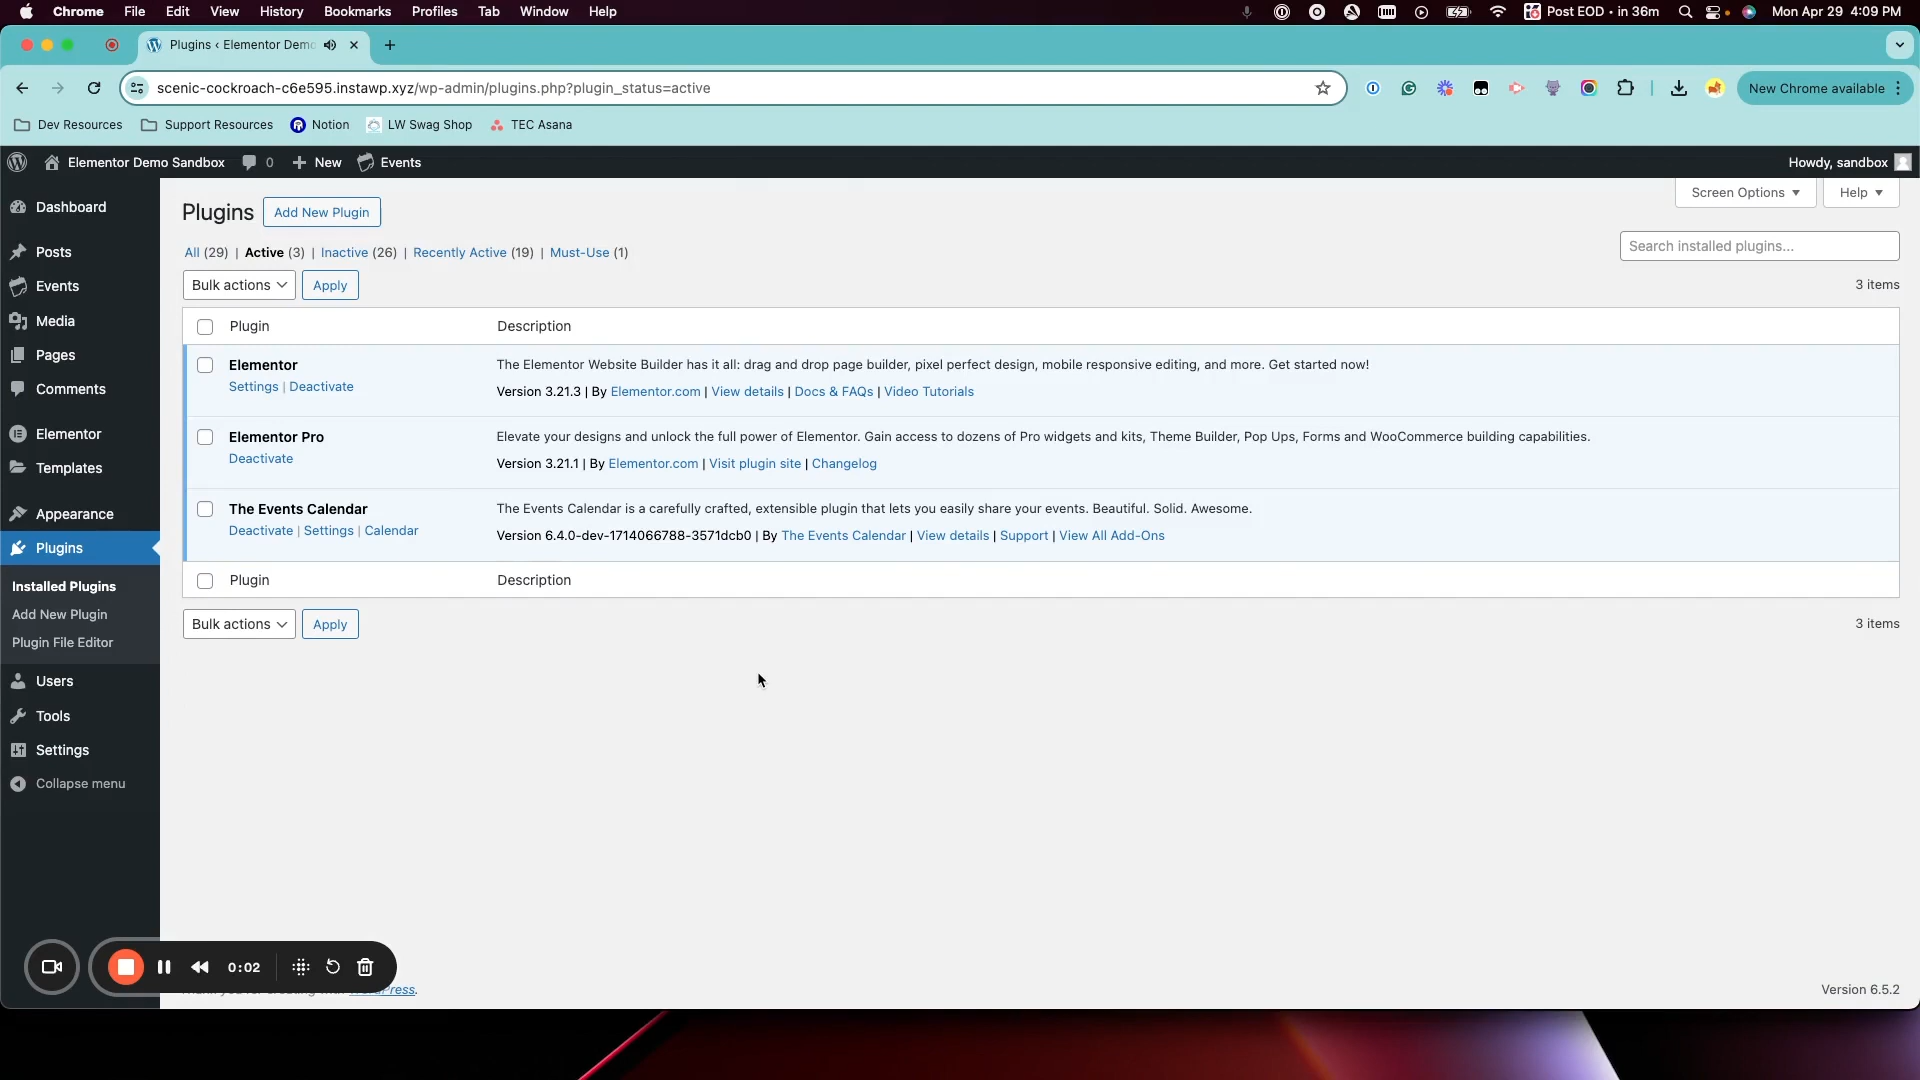 Chrome File Edit View History Bookmarks Profiles Tab Window Help Post EOD • in 36m Mon Apr 29 4:09 PM
Plugins ‹ Elementor Demo
scenic-cockroach-c6e595.instawp.xyz/wp-admin/plugins.php?plugin_status=active New Chrome available
Dev Resources Support Resources Notion LW Swag Shop TEC Asana
Elementor Demo Sandbox 0 New Events Howdy, sandbox
Screen Options Help
Dashboard
Posts
Events
Media
Pages
Comments
Elementor
Templates
Appearance
Plugins
Installed Plugins
Add New Plugin
Plugin File Editor
Users
Tools
Settings
Collapse menu
Plugins Add New Plugin
All (29) | Active (3) | Inactive (26) | Recently Active (19) | Must-Use (1)
Search installed plugins...
Bulk actions Apply 3 items
Plugin Description
Elementor The Elementor Website Builder has it all: drag and drop page builder, pixel perfect design, mobile responsive editing, and more. Get started now!
Settings | Deactivate Version 3.21.3 | By Elementor.com | View details | Docs & FAQs | Video Tutorials
Elementor Pro Elevate your designs and unlock the full power of Elementor. Gain access to dozens of Pro widgets and kits, Theme Builder, Pop Ups, Forms and WooCommerce building capabilities.
Deactivate Version 3.21.1 | By Elementor.com | Visit plugin site | Changelog
The Events Calendar The Events Calendar is a carefully crafted, extensible plugin that lets you easily share your events. Beautiful. Solid. Awesome.
Deactivate | Settings | Calendar Version 6.4.0-dev-1714066788-3571dcb0 | By The Events Calendar | View details | Support | View All Add-Ons
Plugin Description
Bulk actions Apply 3 items
0:02
Version 6.5.2